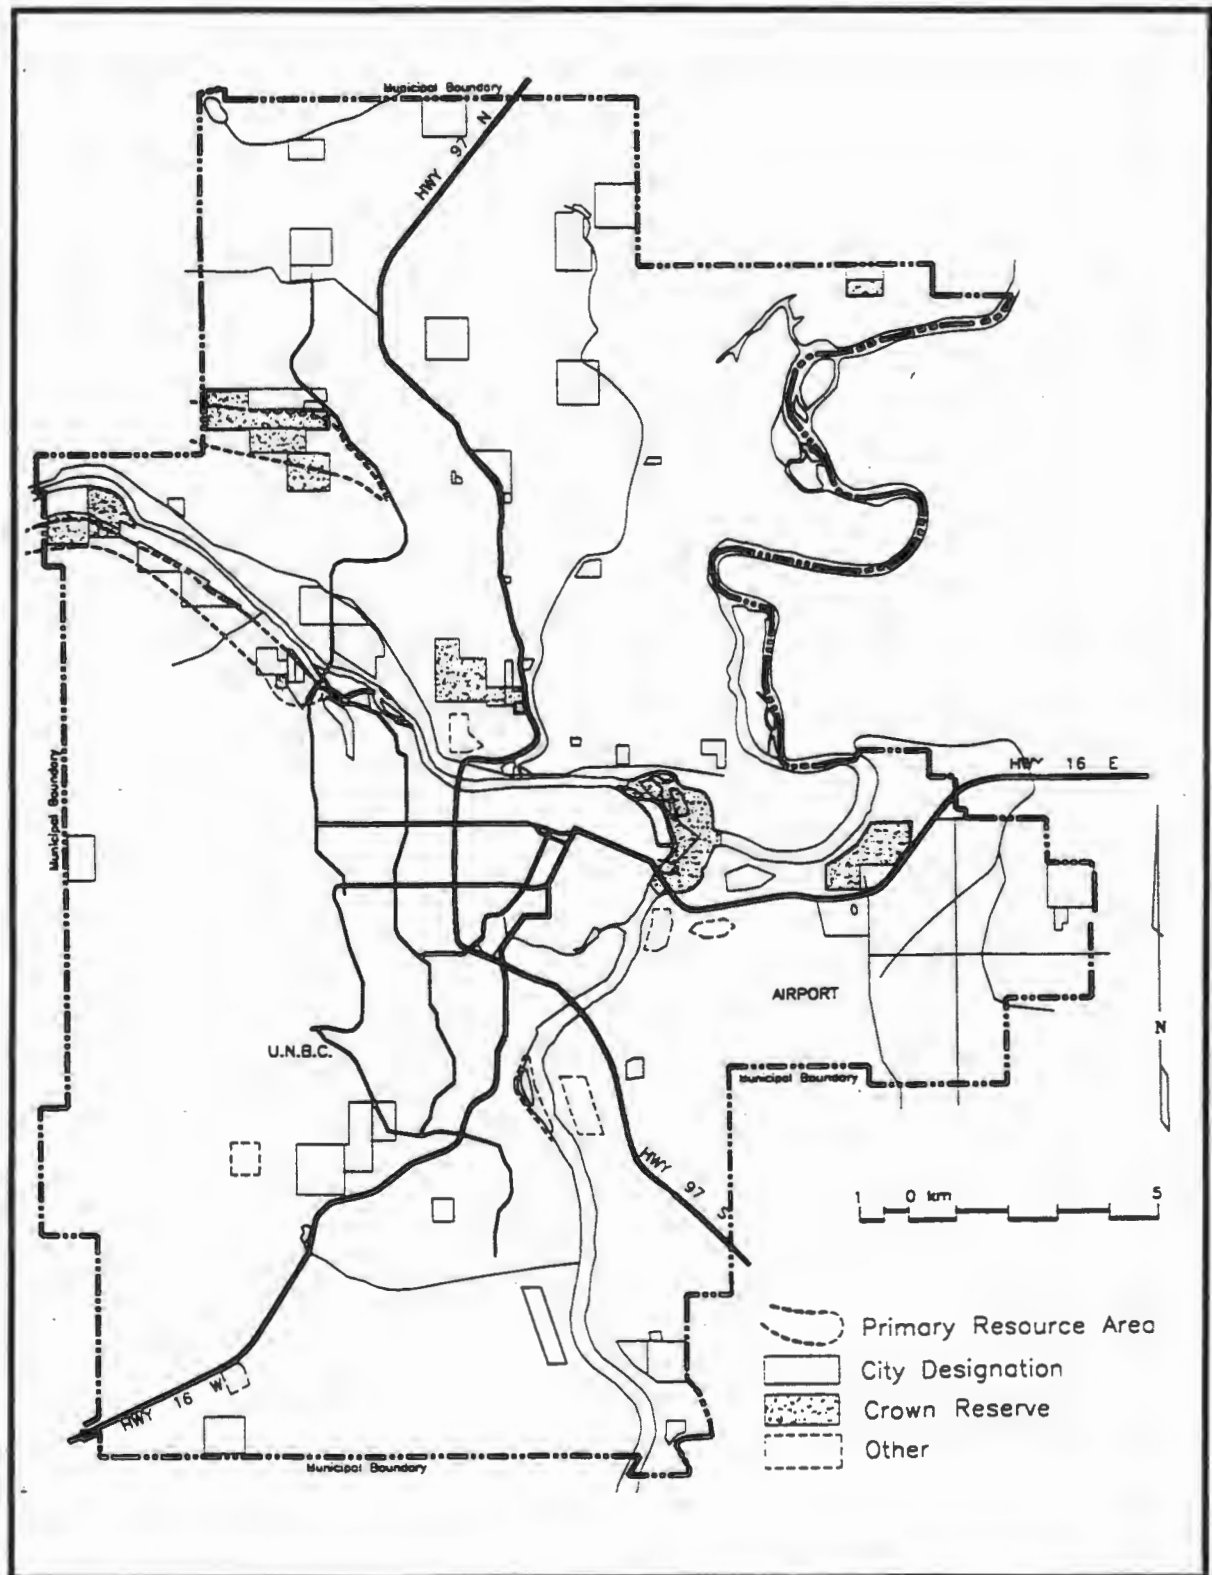 Municipal Boundary
HWY 97 N
HWY 16 E
Municipal Boundary
AIRPORT
N
U.N.B.C.
Municipal Boundary
HWY 97 S
1 0 km 5
Primary Resource Area
City Designation
Crown Reserve
Other
HWY 16 W
Municipal Boundary